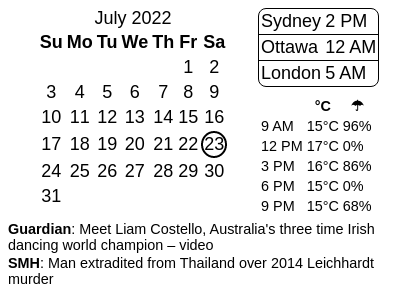 July 2022
Su Mo Tu We Th Fr Sa
1 2
3 4 5 6 7 8 9
10 11 12 13 14 15 16
17 18 19 20 21 22 23
24 25 26 27 28 29 30
31
Sydney 2 PM
Ottawa 12 AM
London 5 AM
°C ☂
9 AM 15°C 96%
12 PM 17°C 0%
3 PM 16°C 86%
6 PM 15°C 0%
9 PM 15°C 68%
Guardian: Meet Liam Costello, Australia's three time Irish
dancing world champion – video
SMH: Man extradited from Thailand over 2014 Leichhardt
murder